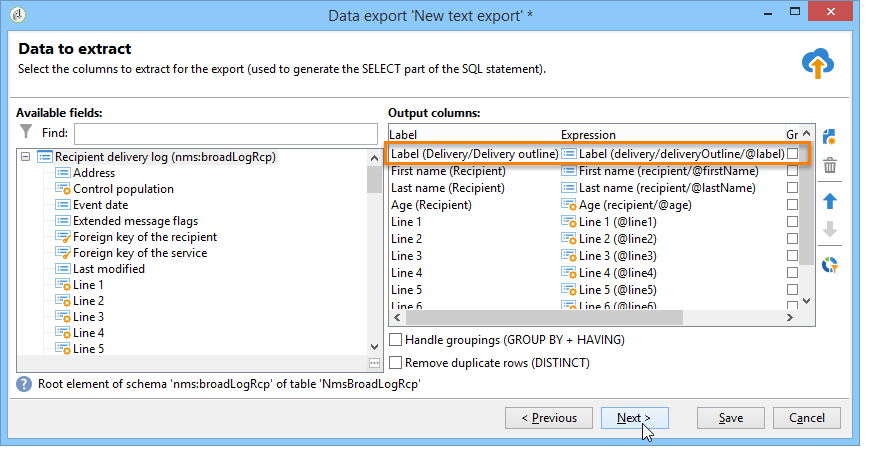 Data export 'New text export' *
Data to extract
Select the columns to extract for the export (used to generate the SELECT part of the SQL statement).
Available fields:
Find:
Recipient delivery log (nms:broadLogRcp)
Address
Control population
Event date
Extended message flags
Foreign key of the recipient
Foreign key of the service
Last modified
Line 1
Line 2
Line 3
Line 4
Line 5
Output columns:
Label Expression Gr
Label (Delivery/Delivery outline) Label (delivery/deliveryOutline/@label)
First name (Recipient) First name (recipient/@firstName)
Last name (Recipient) Last name (recipient/@lastName)
Age (Recipient) Age (recipient/@age)
Line 1 Line 1 (@line1)
Line 2 Line 2 (@line2)
Line 3 Line 3 (@line3)
Line 4 Line 4 (@line4)
Line 5 Line 5 (@line5)
Line 6 Line 6 (@line6)
Handle groupings (GROUP BY + HAVING)
Remove duplicate rows (DISTINCT)
Root element of schema 'nms:broadLogRcp' of table 'NmsBroadLogRcp'
< Previous Next > Save Cancel